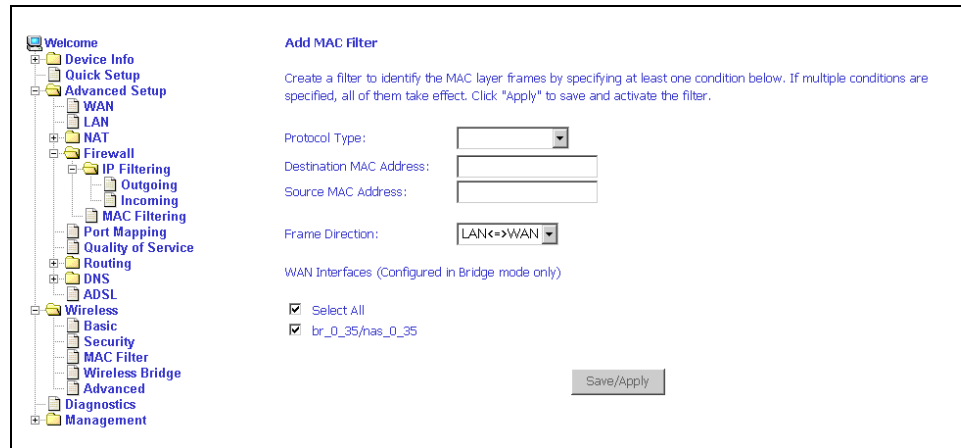 Welcome
Device Info
Quick Setup
Advanced Setup
WAN
LAN
NAT
Firewall
IP Filtering
Outgoing
Incoming
MAC Filtering
Port Mapping
Quality of Service
Routing
DNS
ADSL
Wireless
Basic
Security
MAC Filter
Wireless Bridge
Advanced
Diagnostics
Management
Add MAC Filter
Create a filter to identify the MAC layer frames by specifying at least one condition below. If multiple conditions are
specified, all of them take effect. Click "Apply" to save and activate the filter.
Protocol Type:
Destination MAC Address:
Source MAC Address:
Frame Direction: LAN<=>WAN
WAN Interfaces (Configured in Bridge mode only)
Select All
br_0_35/nas_0_35
Save/Apply